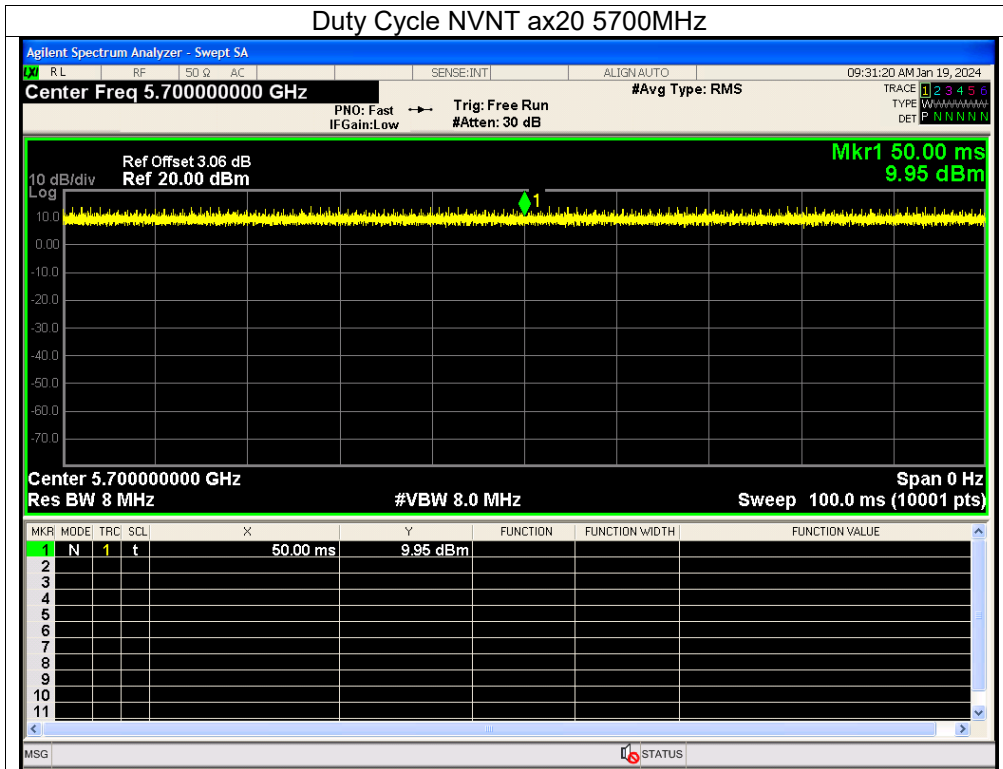 Duty Cycle NVNT ax20 5700MHz
Agilent Spectrum Analyzer - Swept SA
LXI RL RF 50 Ω AC SENSE:INT ALIGN AUTO 09:31:20 AM Jan 19, 2024
Center Freq 5.700000000 GHz #Avg Type: RMS TRACE 1 2 3 4 5 6
PNO: Fast Trig: Free Run TYPE WWWWWW
IFGain:Low #Atten: 30 dB DET P N N N N N
Mkr1 50.00 ms
Ref Offset 3.06 dB
10 dB/div Ref 20.00 dBm 9.95 dBm
Log
1
10.0
0.00
-10.0
-20.0
-30.0
-40.0
-50.0
-60.0
-70.0
Center 5.700000000 GHz Span 0 Hz
Res BW 8 MHz #VBW 8.0 MHz Sweep 100.0 ms (10001 pts)
MKR MODE TRC SCL X Y FUNCTION FUNCTION WIDTH FUNCTION VALUE
1 N 1 t 50.00 ms 9.95 dBm
2
3
4
5
6
7
8
9
10
11
MSG STATUS